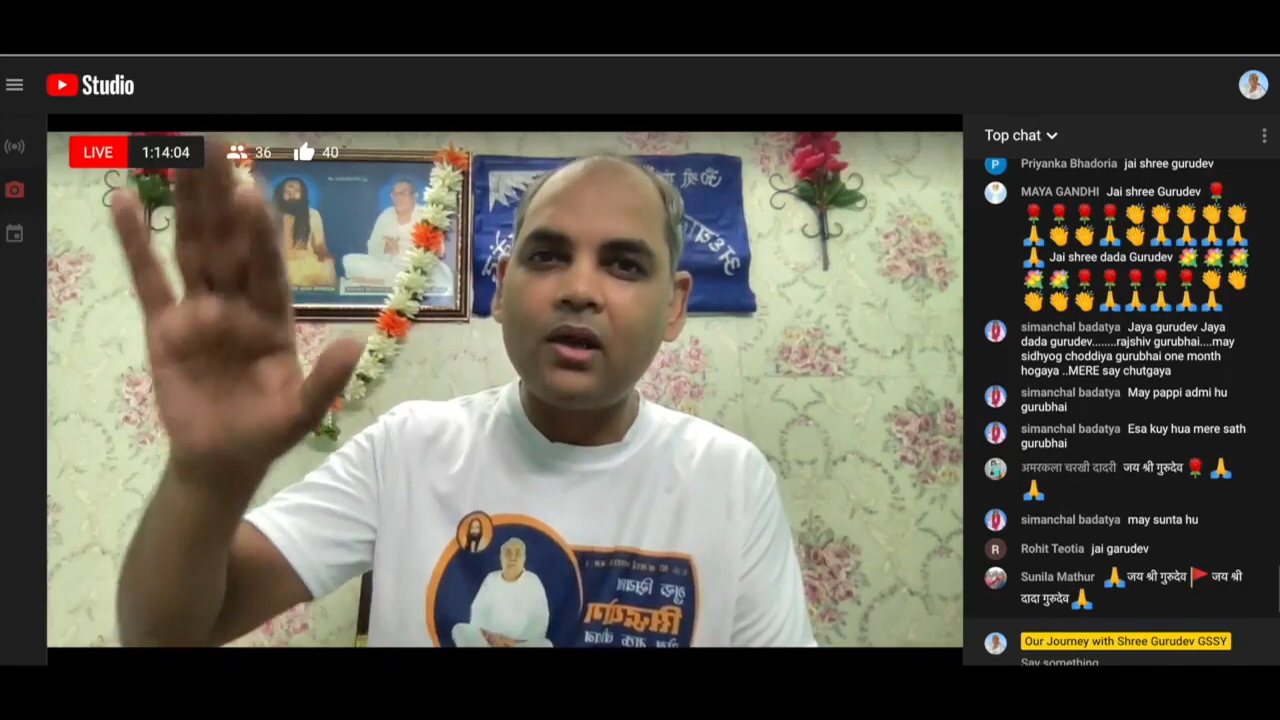 Studio
LIVE 1:14:04 36 40
Top chat
Priyanka Bhadoria jai shree gurudev
MAYA GANDHI Jai shree Gurudev 🌹
🌹🌹🌹🌹👏👏👏👏👏
🙏👏👏🙏👏🙏🙏🙏🙏
🙏 Jai shree dada Gurudev 💐💐💐
💐💐🌹🌹🌹🌹🌹👏👏
👏👏👏🙏🙏🙏🙏🙏
simanchal badatya Jaya gurudev Jaya
dada gurudev........rajshiv gurubhai....may
sidhyog choddiya gurubhai one month
hogaya ..MERE say chutgaya
simanchal badatya May pappi admi hu
gurubhai
simanchal badatya Esa kuy hua mere sath
gurubhai
अमरकला चरखी दादरी जय श्री गुरुदेव 🌹🙏
🙏
simanchal badatya may sunta hu
R Rohit Teotia jai garudev
Sunila Mathur 🙏जय श्री गुरुदेव🚩जय श्री
दादा गुरुदेव🙏
Our Journey with Shree Gurudev GSSY
Say something